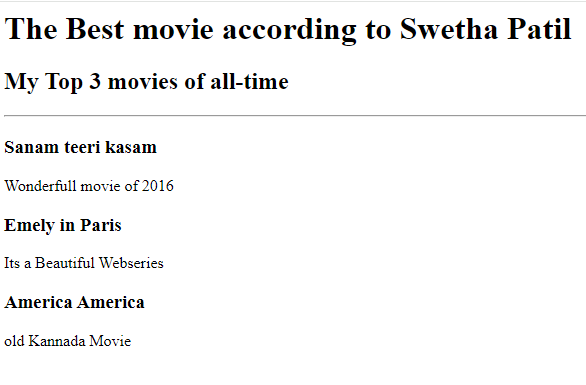 The Best movie according to Swetha Patil
My Top 3 movies of all-time
Sanam teeri kasam
Wonderfull movie of 2016
Emely in Paris
Its a Beautiful Webseries
America America
old Kannada Movie